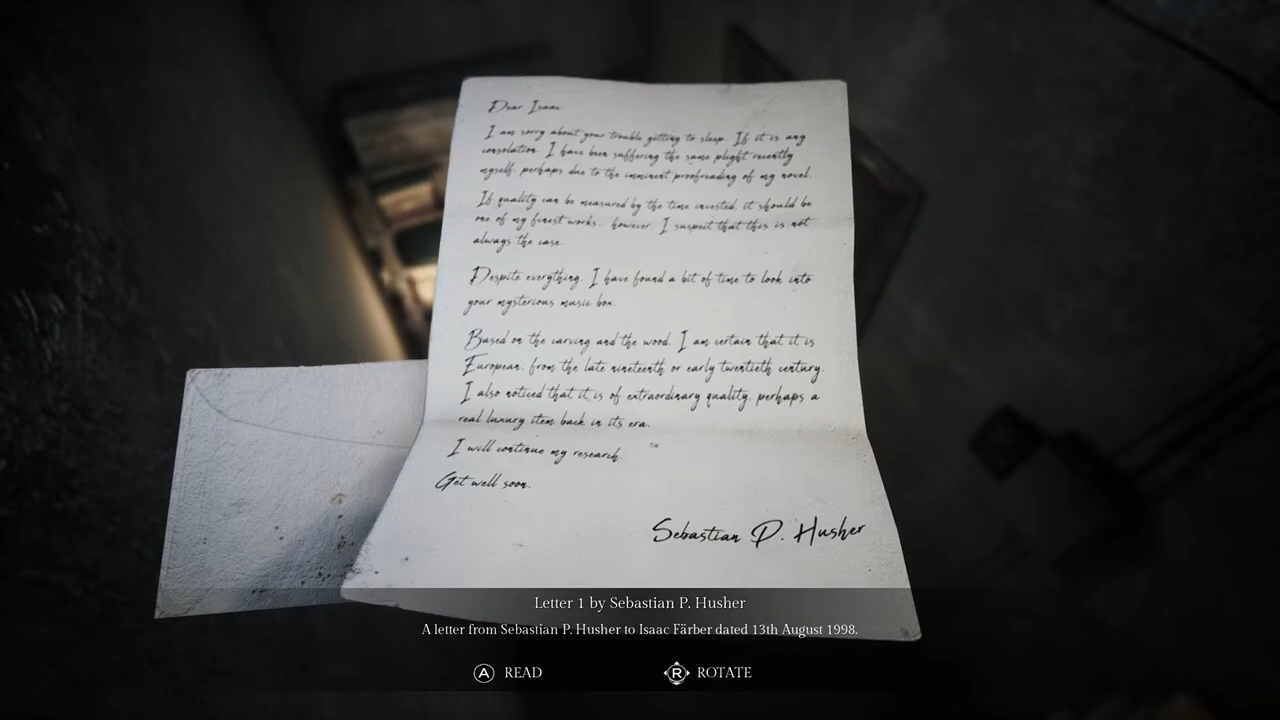 Dear Isaac
I am sorry about your trouble getting to sleep. If it is any
consolation. I have been suffering the same plight recently
myself, perhaps due to the imminent proofreading of my novel.
If quality can be measured by the time invested, it should be
one of my finest works... however, I suspect that this is not
always the case.
Despite everything, I have found a bit of time to look into
your mysterious music box.
Based on the carving and the wood, I am certain that it is
European, from the late nineteenth or early twentieth century.
I also noticed that it is of extraordinary quality, perhaps a
real luxury item back in its era.
I will continue my research.
Get well soon.
Sebastian P. Husher
Letter 1 by Sebastian P. Husher
A letter from Sebastian P. Husher to Isaac Färber dated 13th August 1998.
A READ R ROTATE